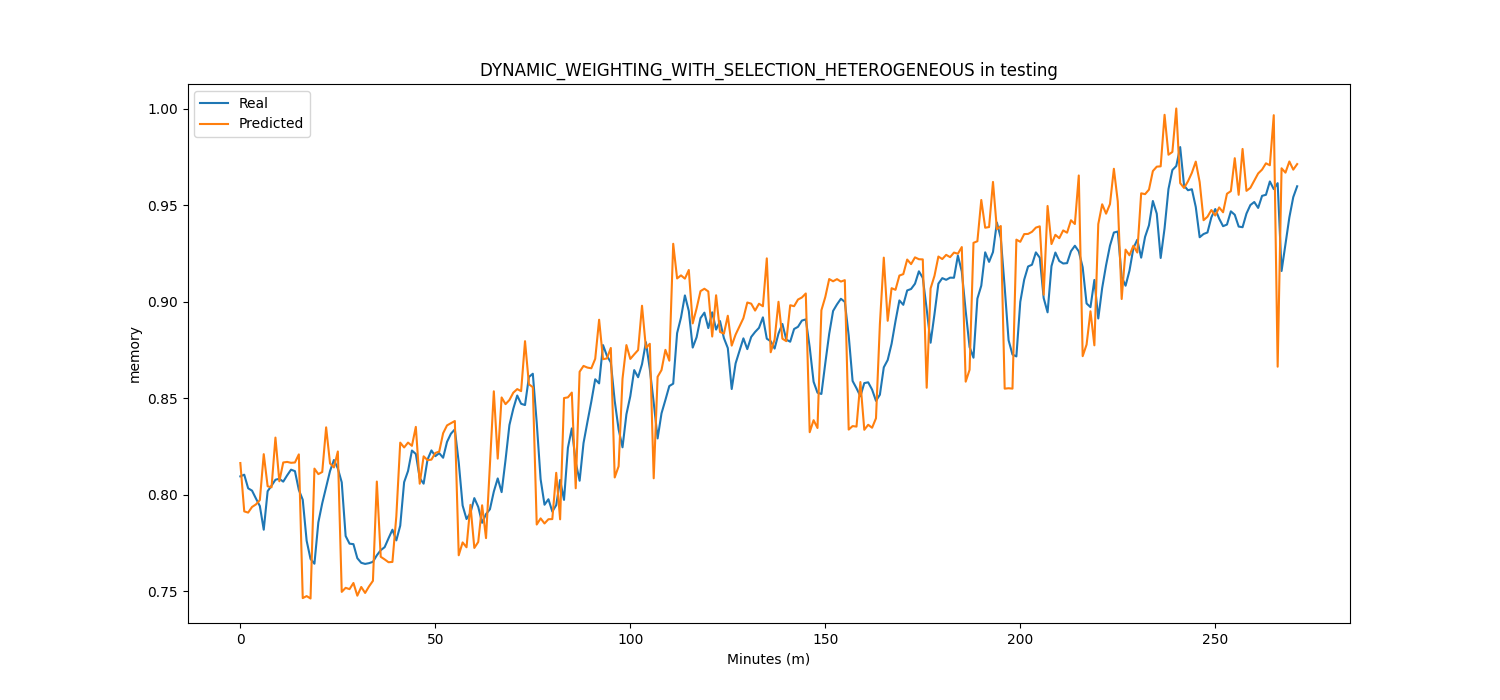 DYNAMIC_WEIGHTING_WITH_SELECTION_HETEROGENEOUS in testing
Real
Predicted
1.00
0.95
0.90
0.85
0.80
0.75
memory
0 50 100 150 200 250
Minutes (m)